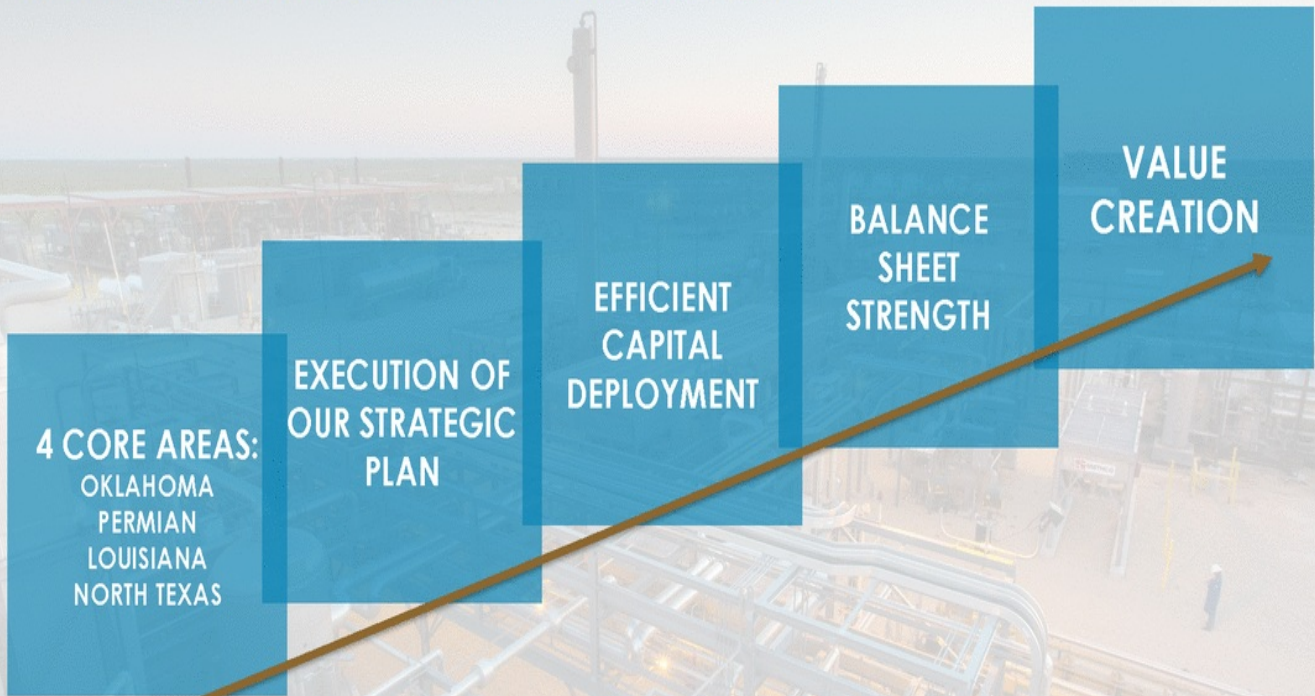 4 CORE AREAS:
OKLAHOMA
PERMIAN
LOUISIANA
NORTH TEXAS
EXECUTION OF
OUR STRATEGIC
PLAN
EFFICIENT
CAPITAL
DEPLOYMENT
BALANCE
SHEET
STRENGTH
VALUE
CREATION